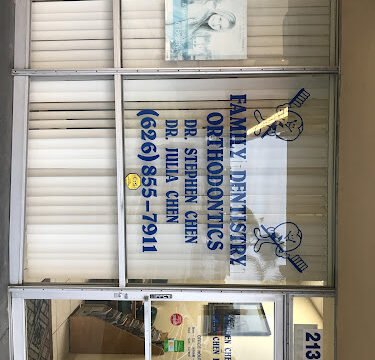 FAMILY DENTISTRY
ORTHODONTICS
DR. STEPHEN CHEN
DR. JULIA CHEN
(626)855-7911
213